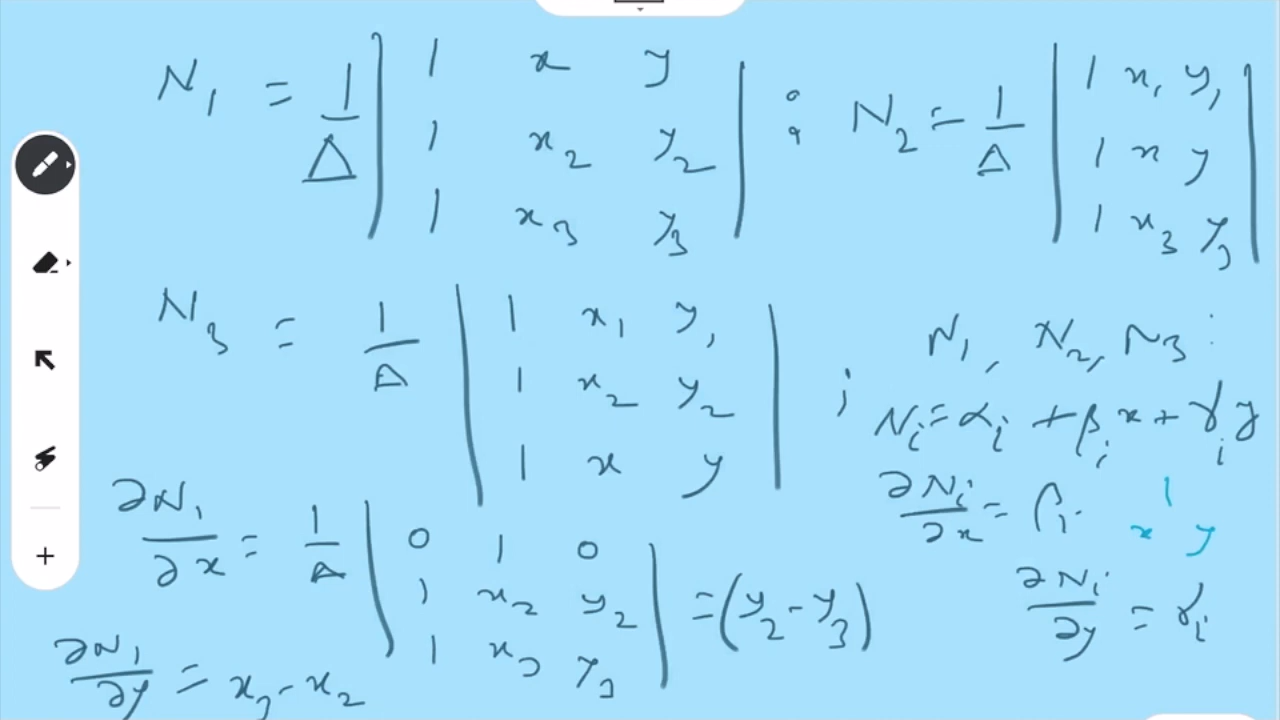 N₁ = 1/Δ | 1 x y | ; N₂ = 1/Δ | 1 x₁ y₁ |
| 1 x₂ y₂ | | 1 x y |
| 1 x₃ y₃ | | 1 x₃ y₃ |
N₃ = 1/Δ | 1 x₁ y₁ | ; N₁, N₂, N₃ :
| 1 x₂ y₂ | Nᵢ = αᵢ + βᵢ x + γᵢ y
| 1 x y | ∂Nᵢ/∂x = βᵢ 1
x y
∂N₁/∂x = 1/Δ | 0 1 0 | = (y₂ - y₃) ∂Nᵢ/∂y = γᵢ
| 1 x₂ y₂ |
| 1 x₃ y₃ |
∂N₁/∂y = x₃ - x₂